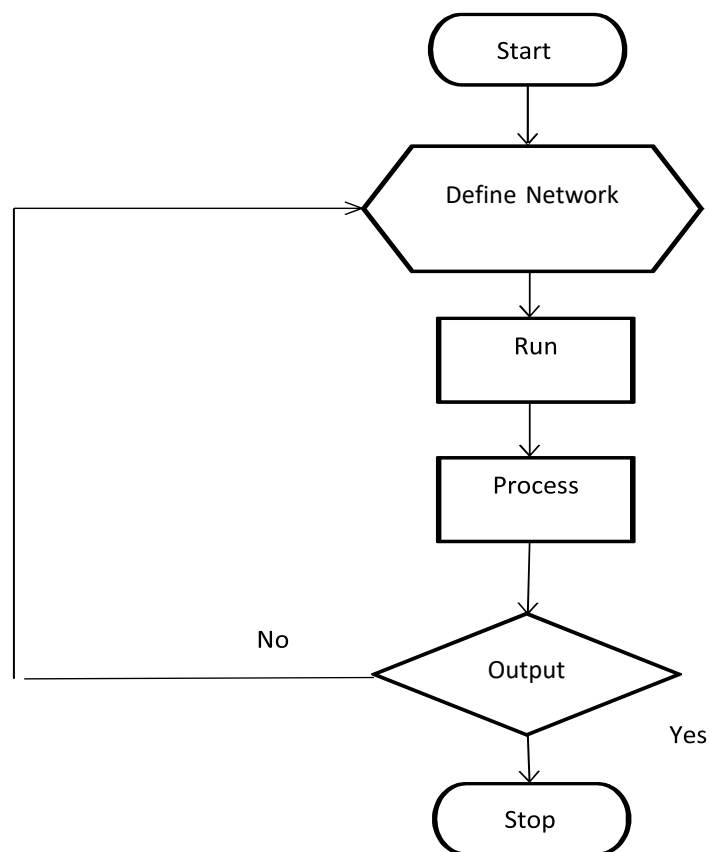 Start
Define Network
Run
Process
No
Output
Yes
Stop